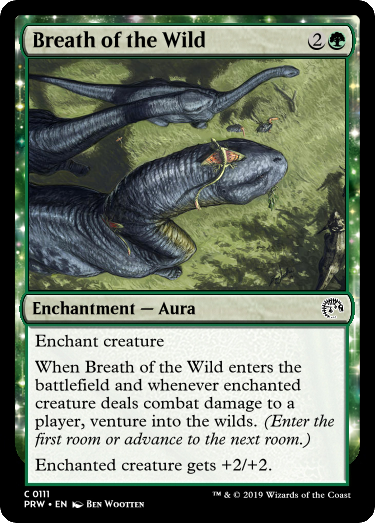 Breath of the Wild 2
Enchantment — Aura
Enchant creature
When Breath of the Wild enters the
battlefield and whenever enchanted
creature deals combat damage to a
player, venture into the wilds. (Enter the
first room or advance to the next room.)
Enchanted creature gets +2/+2.
C 0111
PRW • EN Ben Wootten
™ & © 2019 Wizards of the Coast